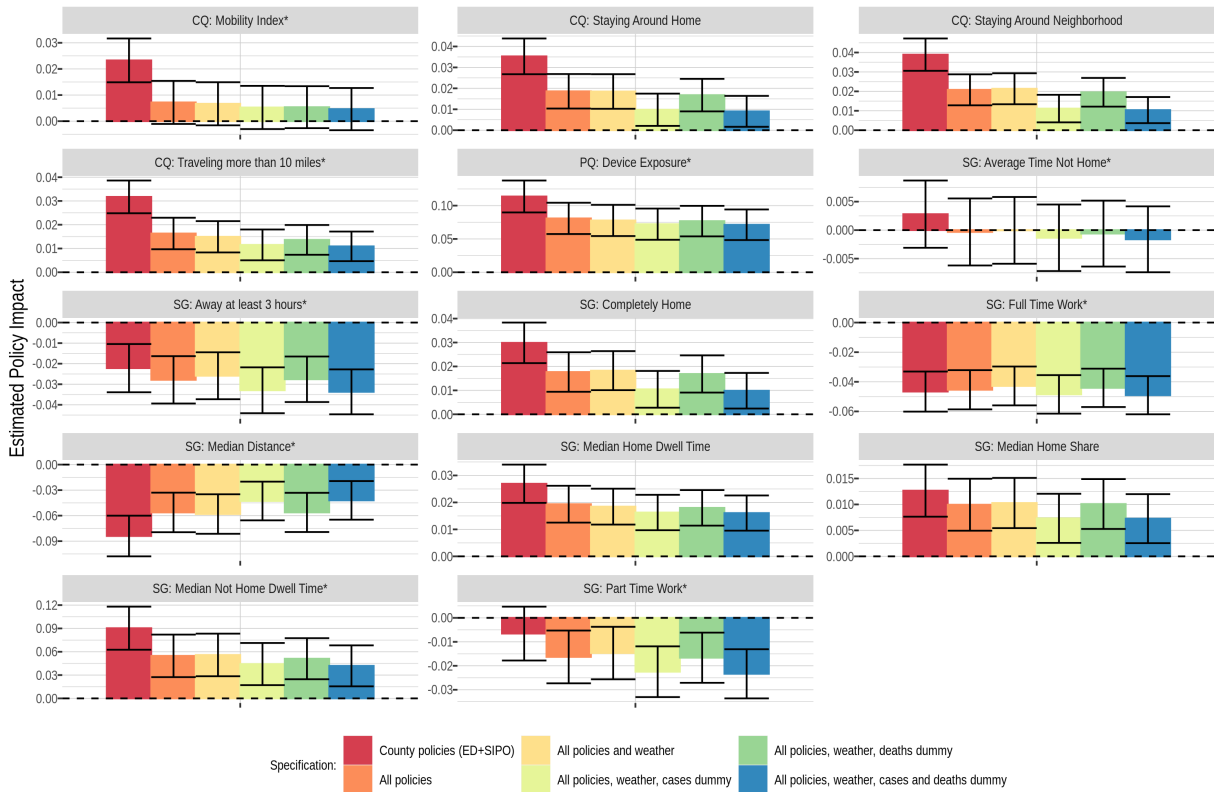 CQ: Mobility Index*
CQ: Staying Around Home
CQ: Staying Around Neighborhood
0.03
0.02
0.01
0.00
0.04
0.03
0.02
0.01
0.00
0.04
0.03
0.02
0.01
0.00
CQ: Traveling more than 10 miles*
PQ: Device Exposure*
SG: Average Time Not Home*
0.04
0.03
0.02
0.01
0.00
0.10
0.05
0.00
0.005
0.000
-0.005
Estimated Policy Impact
SG: Away at least 3 hours*
SG: Completely Home
SG: Full Time Work*
0.00
-0.01
-0.02
-0.03
-0.04
0.04
0.03
0.02
0.01
0.00
0.00
-0.02
-0.04
-0.06
SG: Median Distance*
SG: Median Home Dwell Time
SG: Median Home Share
0.00
-0.03
-0.06
-0.09
0.03
0.02
0.01
0.00
0.015
0.010
0.005
0.000
SG: Median Not Home Dwell Time*
SG: Part Time Work*
0.12
0.09
0.06
0.03
0.00
0.00
-0.01
-0.02
-0.03
Specification:
County policies (ED+SIPO)
All policies
All policies and weather
All policies, weather, cases dummy
All policies, weather, deaths dummy
All policies, weather, cases and deaths dummy